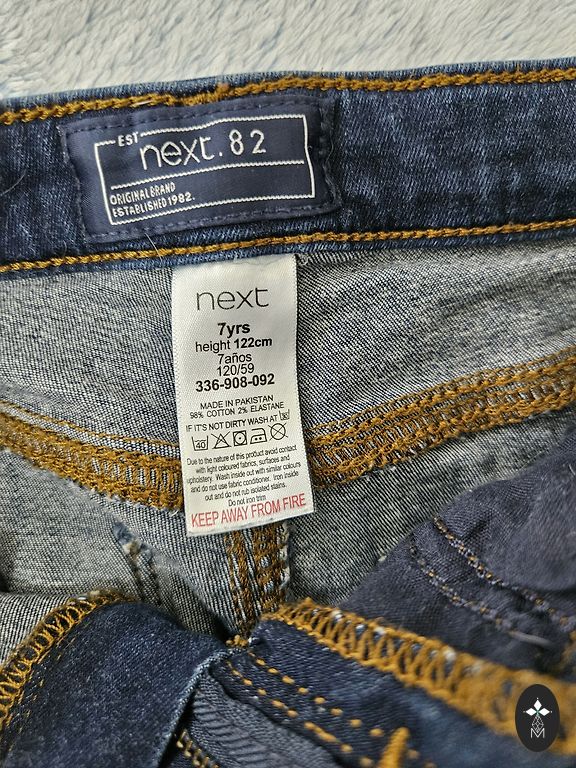 EST
next.82
ORIGINAL BRAND
ESTABLISHED 1982.
next
7yrs
height 122cm
7años
120/59
336-908-092
MADE IN PAKISTAN
98% COTTON 2% ELASTANE
IF IT'S NOT DIRTY WASH AT 30
40
Due to the nature of this product avoid contact
with light coloured fabrics, surfaces and
upholstery. Wash inside out with similar colours
and do not use fabric conditioner. Iron inside
out and do not rub isolated stains.
Do not iron trim
KEEP AWAY FROM FIRE
M